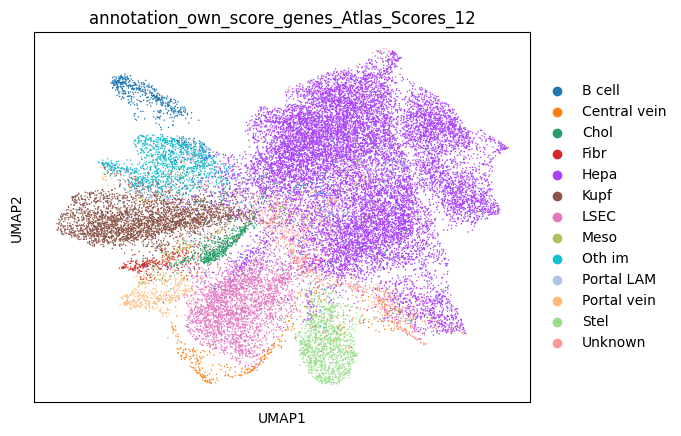 annotation_own_score_genes_Atlas_Scores_12
UMAP2
UMAP1
B cell
Central vein
Chol
Fibr
Hepa
Kupf
LSEC
Meso
Oth im
Portal LAM
Portal vein
Stel
Unknown